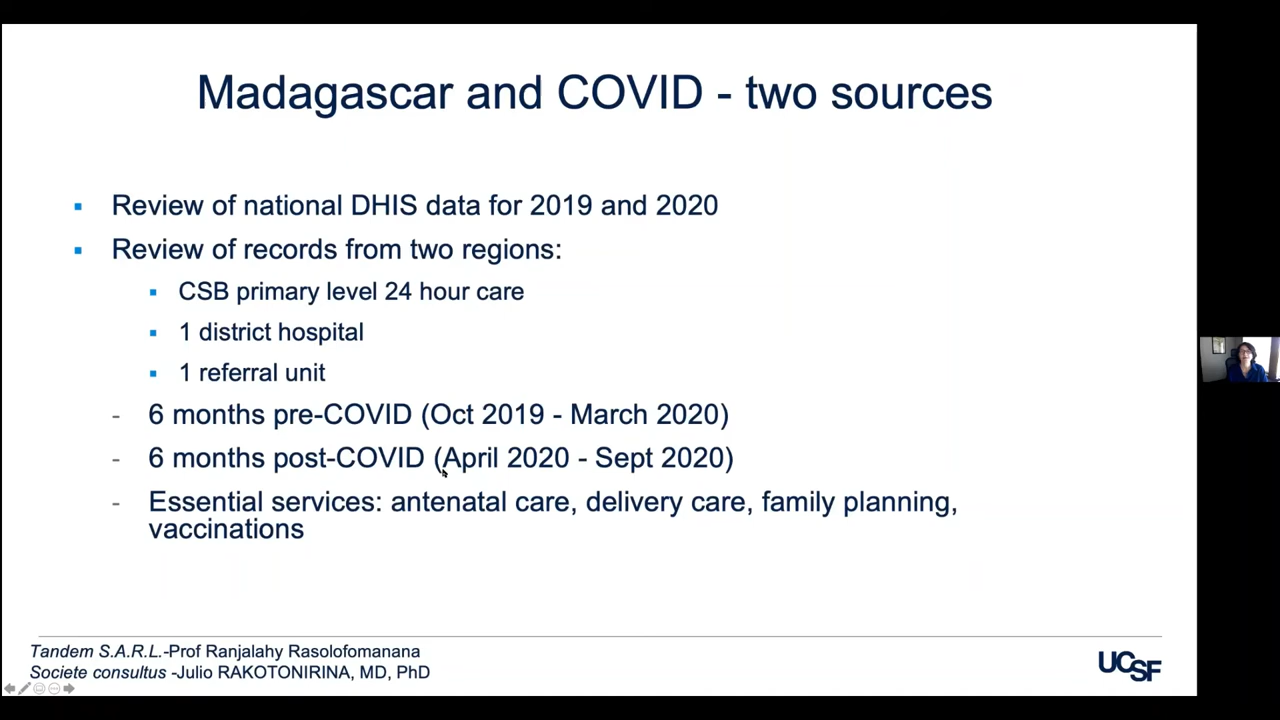 Madagascar and COVID - two sources
Review of national DHIS data for 2019 and 2020
Review of records from two regions:
CSB primary level 24 hour care
1 district hospital
1 referral unit
- 6 months pre-COVID (Oct 2019 - March 2020)
- 6 months post-COVID (April 2020 - Sept 2020)
- Essential services: antenatal care, delivery care, family planning,
vaccinations
Tandem S.A.R.L.-Prof Ranjalahy Rasolofomanana
Societe consultus -Julio RAKOTONIRINA, MD, PhD
UCSF